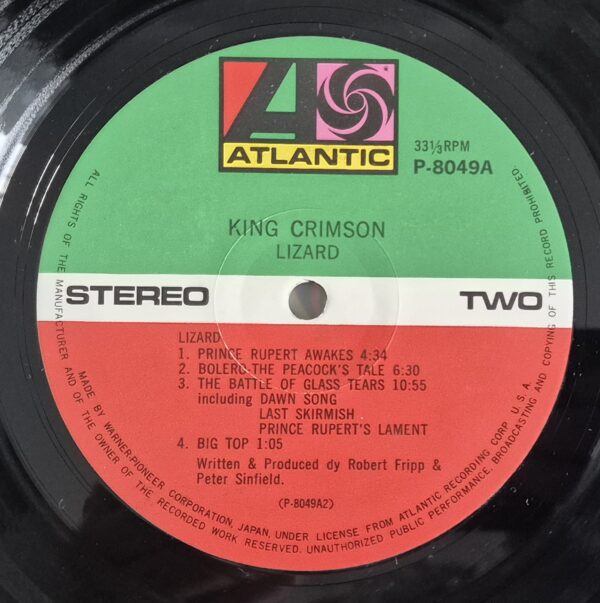 ATLANTIC
33⅓RPM
P-8049A
KING CRIMSON
LIZARD
STEREO
TWO
LIZARD
1. PRINCE RUPERT AWAKES 4:34
2. BOLERO-THE PEACOCK'S TALE 6:30
3. THE BATTLE OF GLASS TEARS 10:55
including DAWN SONG
LAST SKIRMISH
PRINCE RUPERT'S LAMENT
4. BIG TOP 1:05
Written & Produced dy Robert Fripp &
Peter Sinfield.
(P-8049A2)
MADE BY WARNER-PIONEER CORPORATION, JAPAN, UNDER LICENSE FROM ATLANTIC RECORDING CORP. U. S. A.
ALL RIGHTS OF THE MANUFACTURER AND OF THE OWNER OF THE RECORDED WORK RESERVED. UNAUTHORIZED PUBLIC PERFORMANCE, BROADCASTING AND COPYING OF THIS RECORD PROHIBITED.